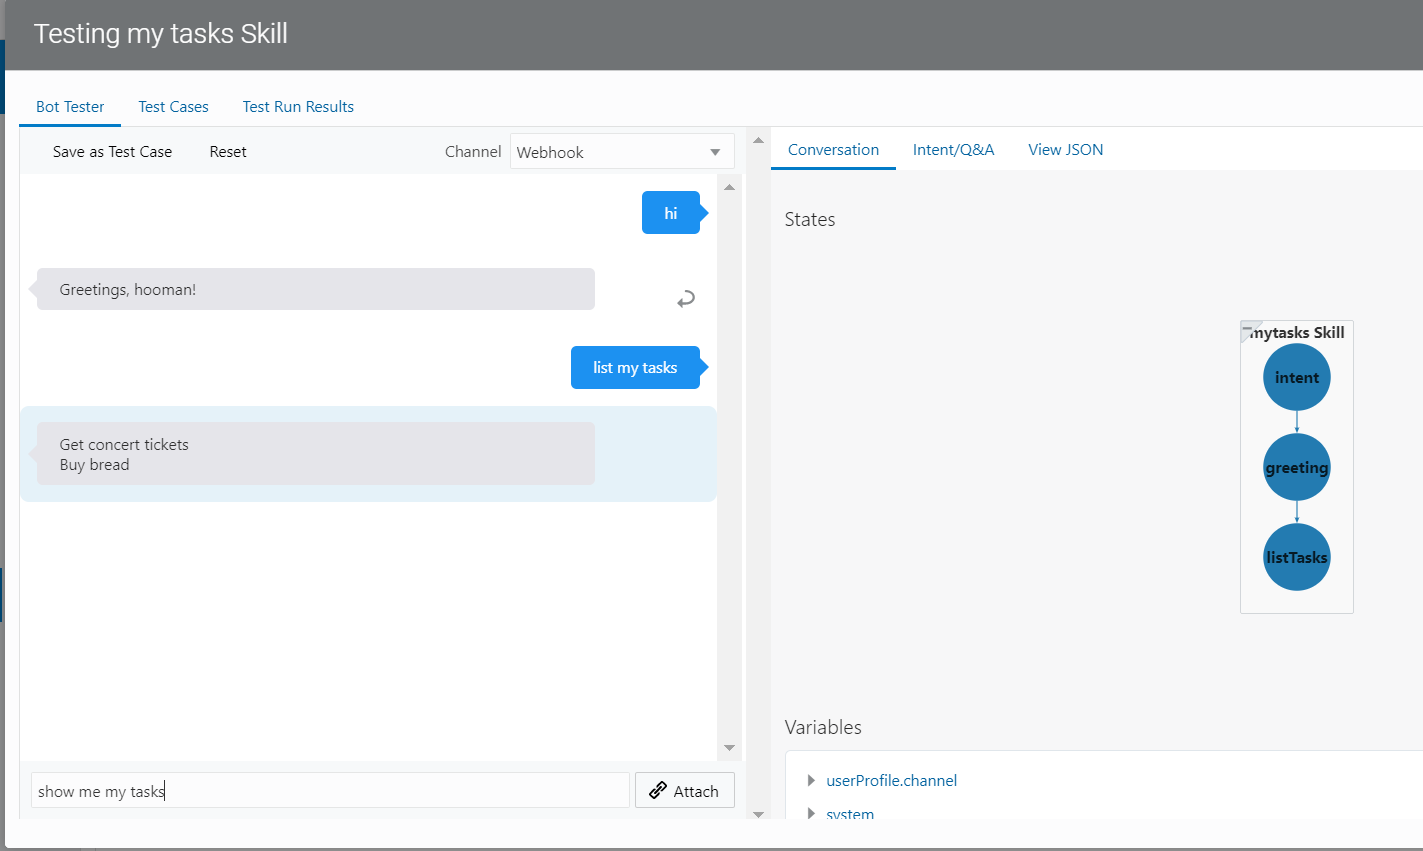 Testing my tasks Skill
Bot Tester Test Cases Test Run Results
Save as Test Case Reset Channel Webhook
hi
Greetings, hooman!
list my tasks
Get concert tickets
Buy bread
show me my tasks
Attach
Conversation Intent/Q&A View JSON
States
mytasks Skill
intent
greeting
listTasks
Variables
userProfile.channel
system